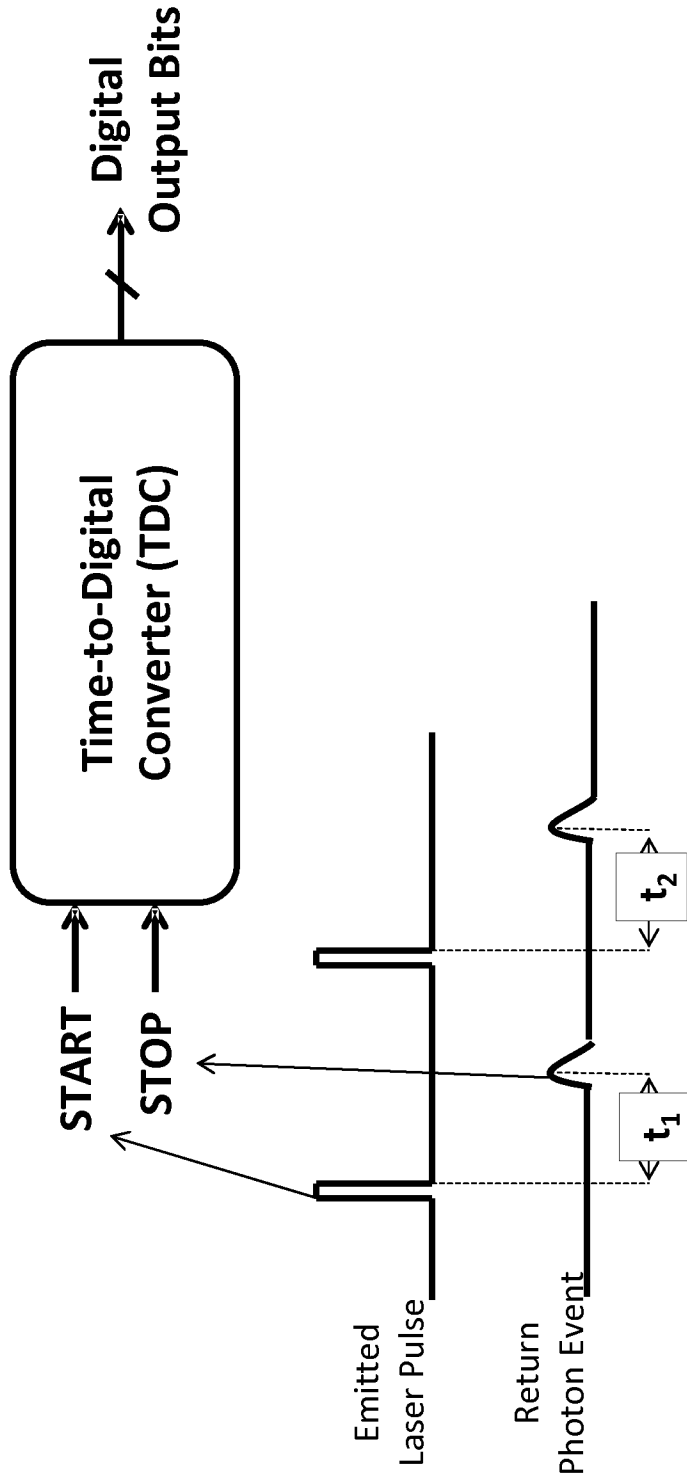 START
STOP
Time-to-Digital
Converter (TDC)
Digital
Output Bits
Emitted
Laser Pulse
Return
Photon Event
t₁
t₂